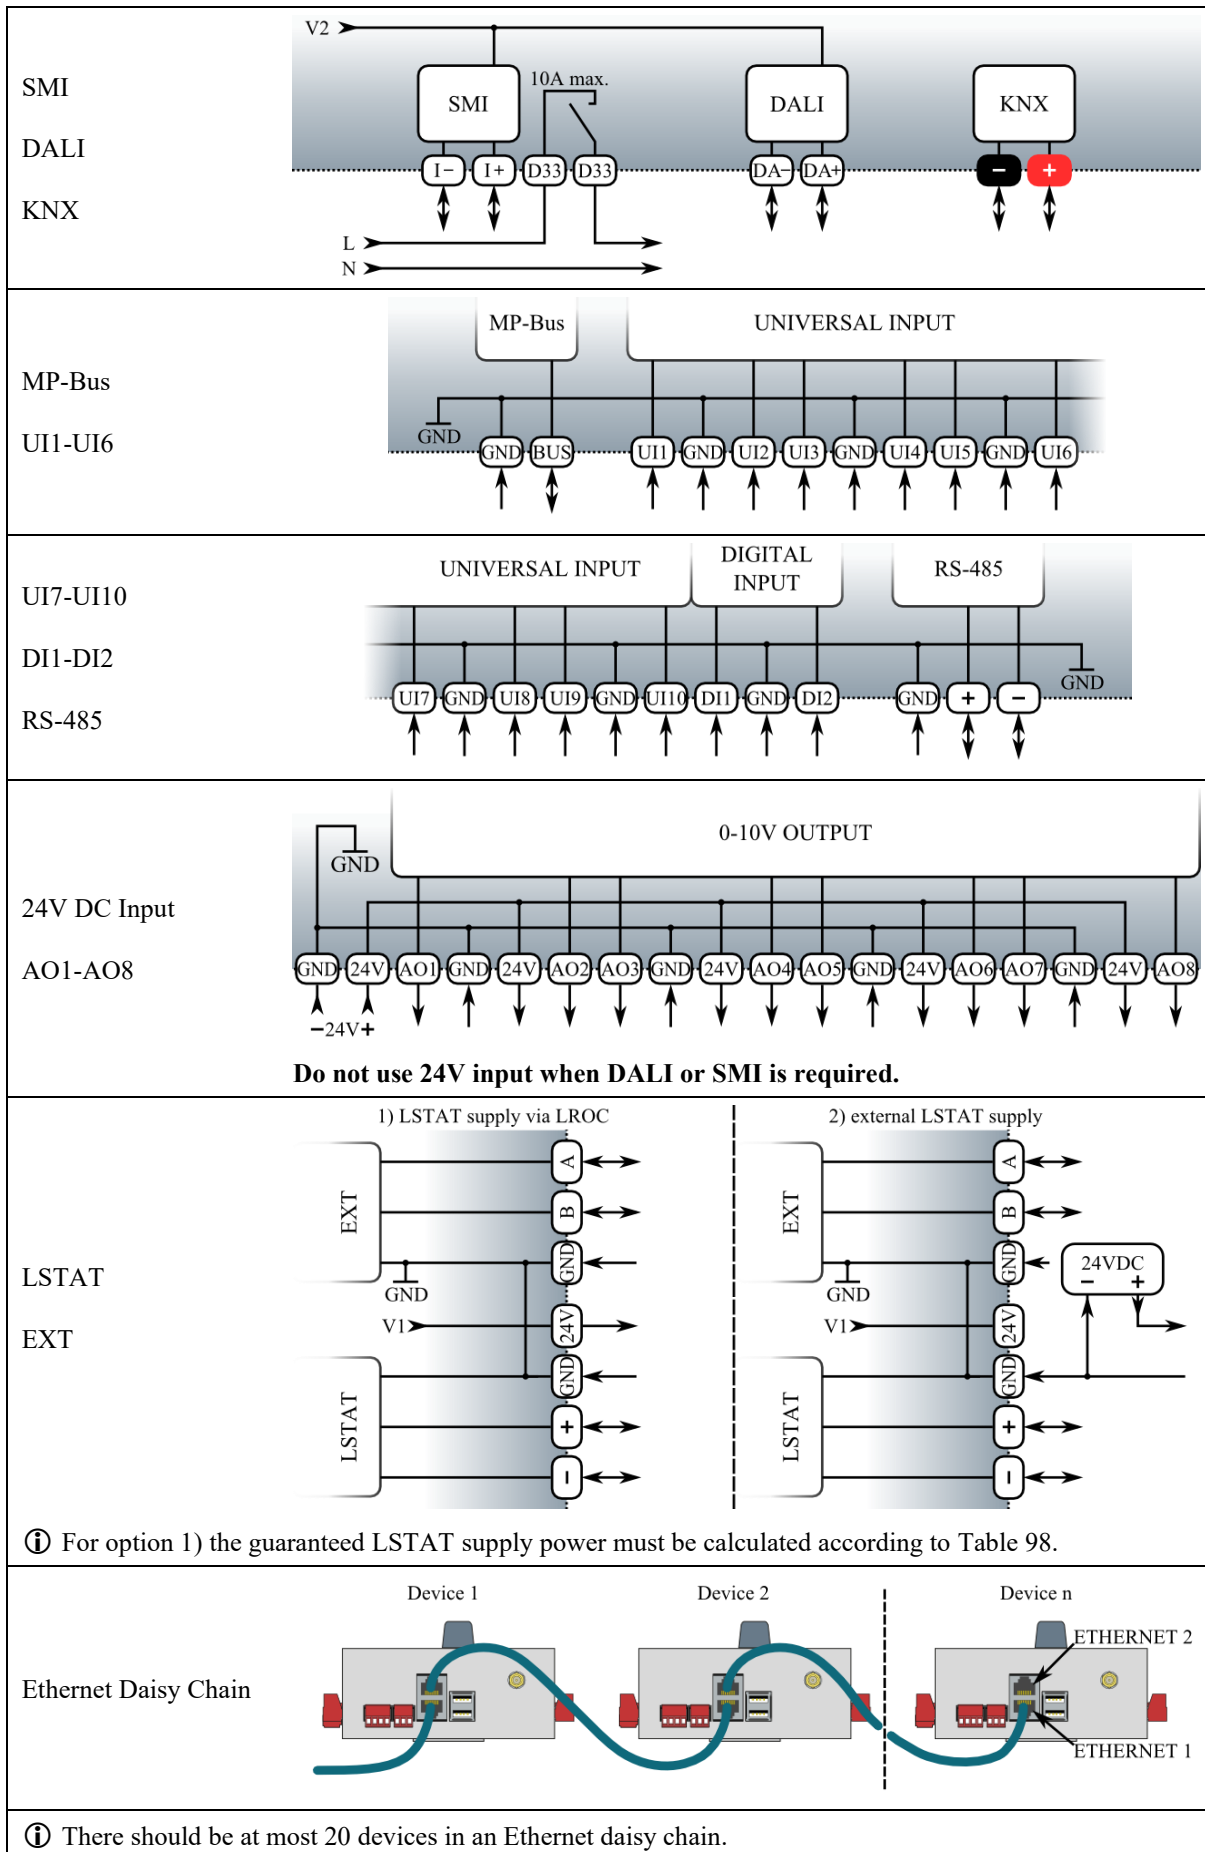 SMI
DALI
KNX
V2
10A max.
SMI
DALI
KNX
I− I+ D33 D33 DA− DA+ − +
L
N
MP-Bus
UI1-UI6
MP-Bus UNIVERSAL INPUT
GND
GND BUS UI1 GND UI2 UI3 GND UI4 UI5 GND UI6
UI7-UI10
DI1-DI2
RS-485
UNIVERSAL INPUT
DIGITAL
INPUT
RS-485
GND
UI7 GND UI8 UI9 GND UI10 DI1 GND DI2 GND + −
24V DC Input
AO1-AO8
0-10V OUTPUT
GND
GND 24V AO1 GND 24V AO2 AO3 GND 24V AO4 AO5 GND 24V AO6 AO7 GND 24V AO8
−24V+
Do not use 24V input when DALI or SMI is required.
LSTAT
EXT
1) LSTAT supply via LROC
EXT
A
B
GND
GND
V1
24V
GND
LSTAT
+
−
2) external LSTAT supply
EXT
A
B
GND
GND
24VDC
− +
V1
24V
GND
LSTAT
+
−
ⓘ For option 1) the guaranteed LSTAT supply power must be calculated according to Table 98.
Ethernet Daisy Chain
Device 1 Device 2 Device n
ETHERNET 2
ETHERNET 1
ⓘ There should be at most 20 devices in an Ethernet daisy chain.